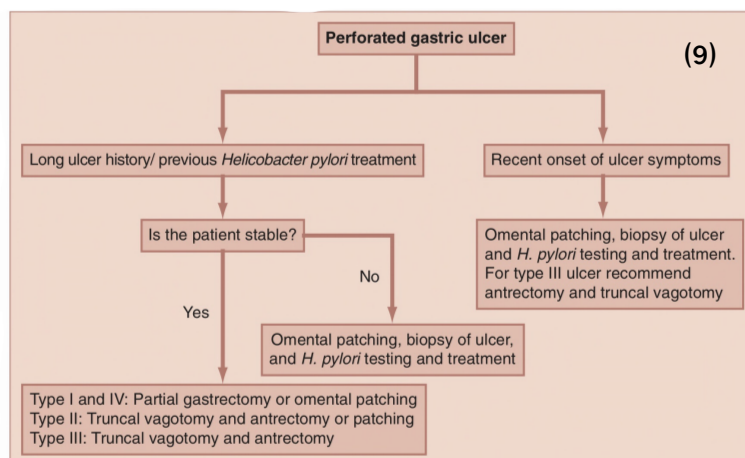 Perforated gastric ulcer
(9)
Long ulcer history/ previous Helicobacter pylori treatment
Recent onset of ulcer symptoms
Is the patient stable?
Omental patching, biopsy of ulcer
and H. pylori testing and treatment.
For type III ulcer recommend
antrectomy and truncal vagotomy
No
Yes
Omental patching, biopsy of ulcer,
and H. pylori testing and treatment
Type I and IV: Partial gastrectomy or omental patching
Type II: Truncal vagotomy and antrectomy or patching
Type III: Truncal vagotomy and antrectomy